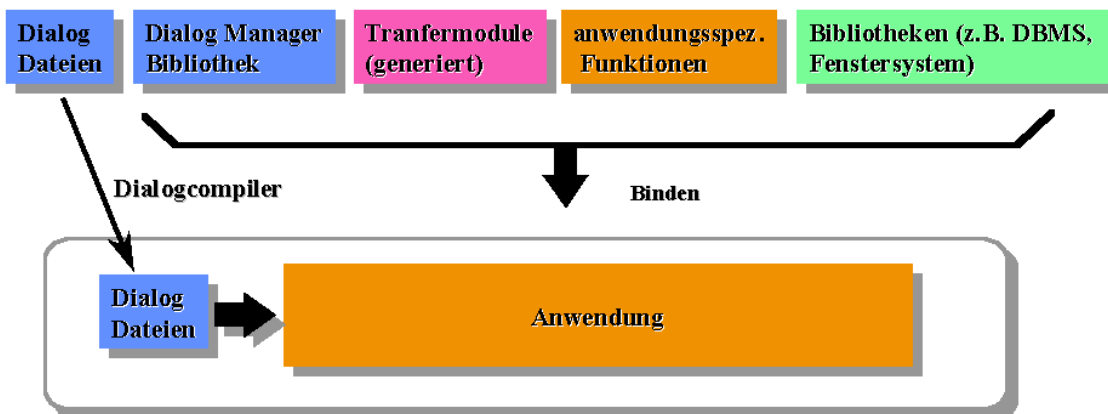 Dialog
Dateien
Dialog Manager
Bibliothek
Tranfermodule
(generiert)
anwendungsspez.
Funktionen
Bibliotheken (z.B. DBMS,
Fenstersystem)
Dialogcompiler
Binden
Dialog
Dateien
Anwendung